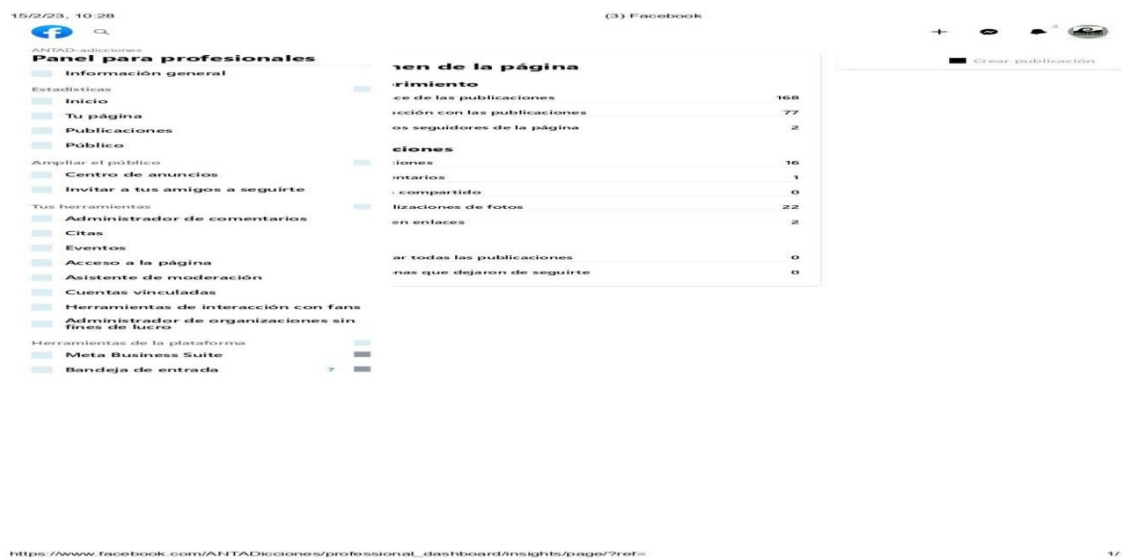 15/2/23, 10:28
(3) Facebook
ANTAD-adicciones
Panel para profesionales
Información general
Estadísticas
Inicio
Tu página
Publicaciones
Público
Ampliar el público
Centro de anuncios
Invitar a tus amigos a seguirte
Tus herramientas
Administrador de comentarios
Citas
Eventos
Acceso a la página
Asistente de moderación
Cuentas vinculadas
Herramientas de interacción con fans
Administrador de organizaciones sin
fines de lucro
Herramientas de la plataforma
Meta Business Suite
Bandeja de entrada 7
nen de la página
rimiento
ce de las publicaciones 168
acción con las publicaciones 77
os seguidores de la página 2
ciones
ciones 16
entarios 1
compartido 0
lizaciones de fotos 22
en enlaces 2
ar todas las publicaciones 0
nas que dejaron de seguirte 0
3
Crear publicación
https://www.facebook.com/ANTADicciones/professional_dashboard/insights/page/?ref=
1/